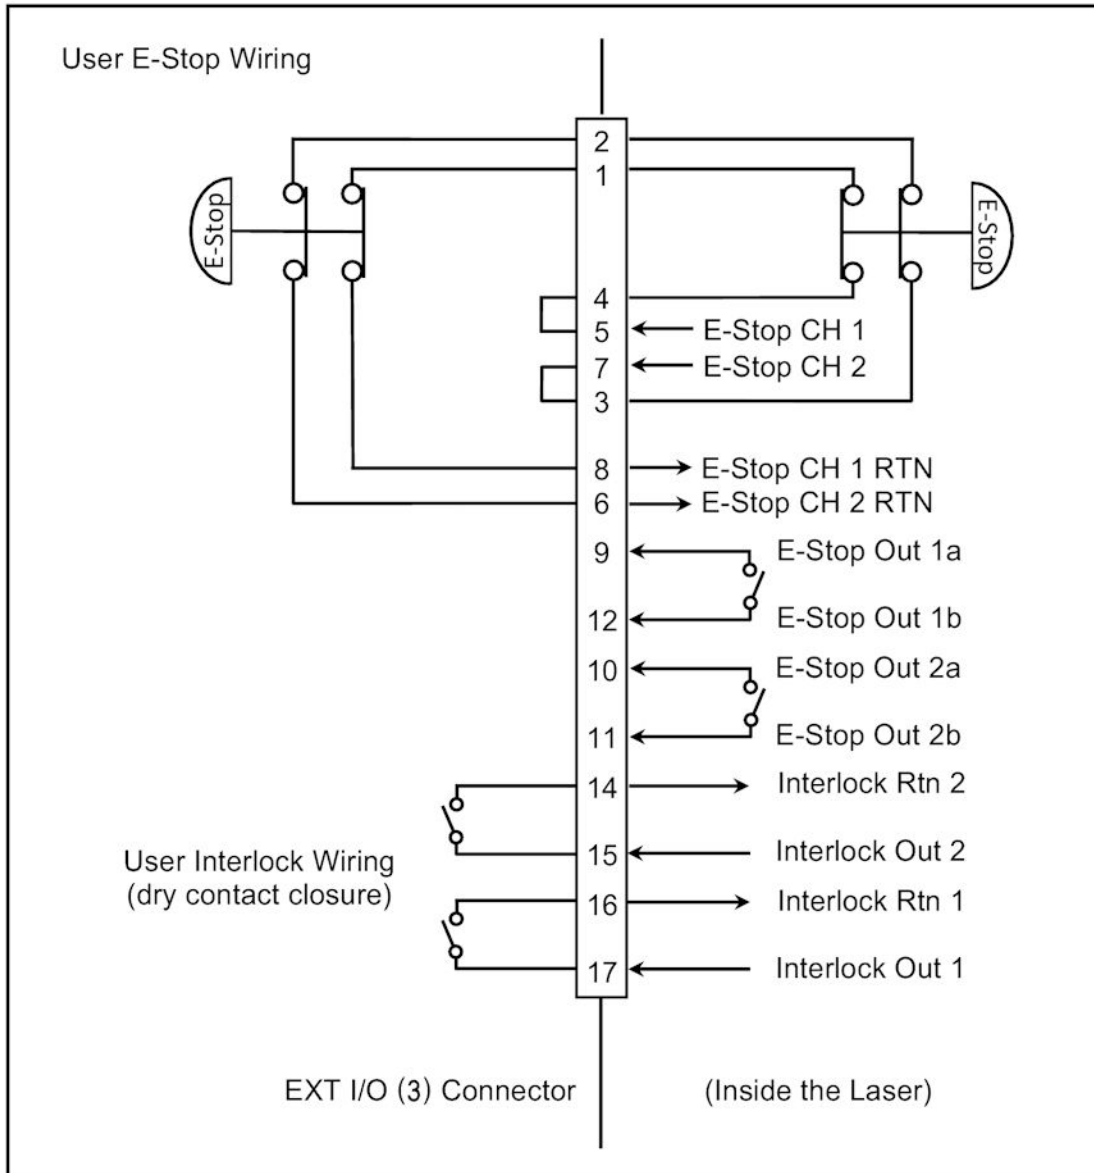 User E-Stop Wiring
2
1
E-Stop
E-Stop
4
5
E-Stop CH 1
7
E-Stop CH 2
3
8
E-Stop CH 1 RTN
6
E-Stop CH 2 RTN
9
E-Stop Out 1a
12
E-Stop Out 1b
10
E-Stop Out 2a
11
E-Stop Out 2b
14
Interlock Rtn 2
User Interlock Wiring
(dry contact closure)
15
Interlock Out 2
16
Interlock Rtn 1
17
Interlock Out 1
EXT I/O (3) Connector
(Inside the Laser)